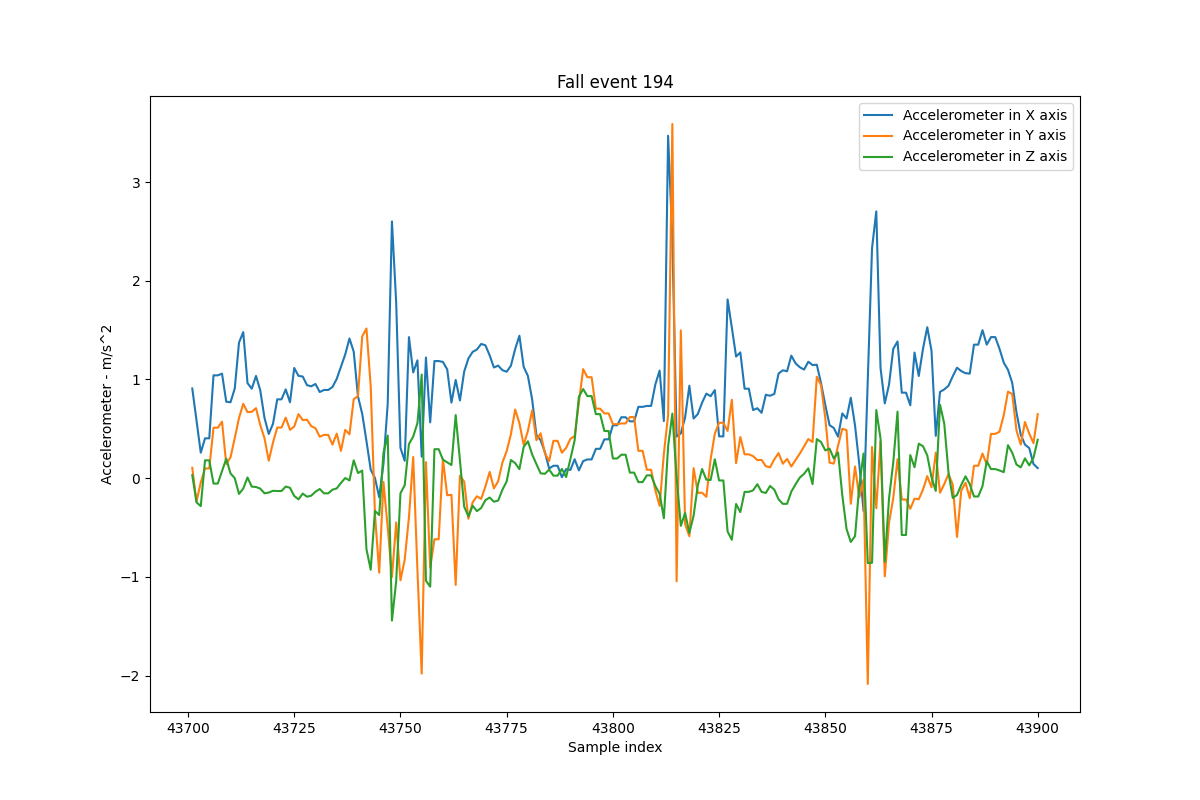 Fall event 194
Accelerometer in X axis
Accelerometer in Y axis
Accelerometer in Z axis
Accelerometer - m/s^2
3
2
1
0
−1
−2
43700 43725 43750 43775 43800 43825 43850 43875 43900
Sample index